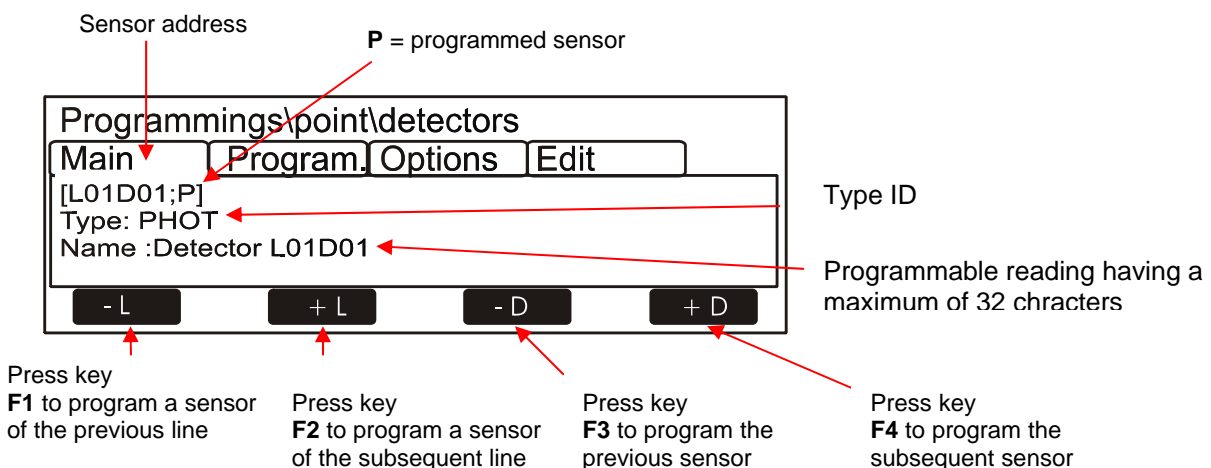 Sensor address
P = programmed sensor
Programmings\point\detectors
Main Program. Options Edit
[L01D01;P]
Type: PHOT
Name :Detector L01D01
Type ID
Programmable reading having a
maximum of 32 chracters
- L + L - D + D
Press key
F1 to program a sensor
of the previous line
Press key
F2 to program a sensor
of the subsequent line
Press key
F3 to program the
previous sensor
Press key
F4 to program the
subsequent sensor